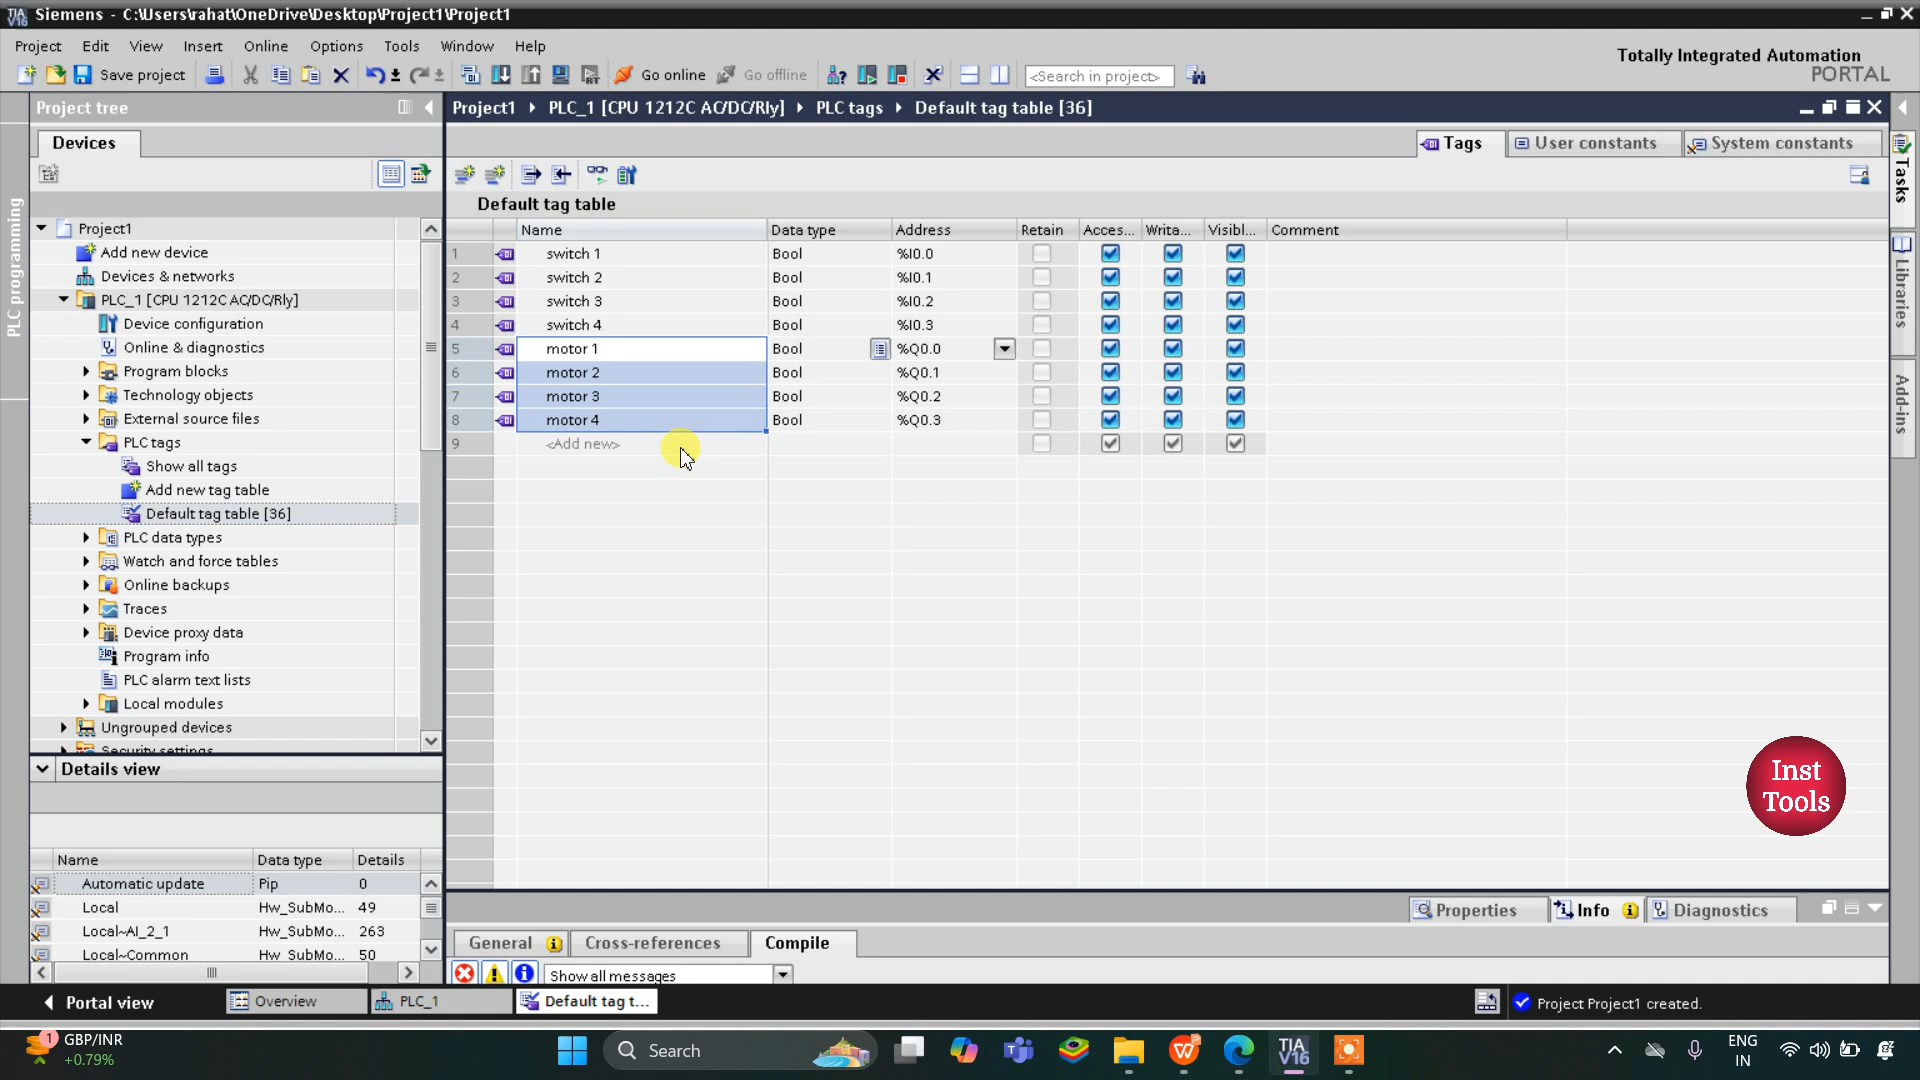 Siemens - C:\Users\rahat\OneDrive\Desktop\Project1\Project1
Project Edit View Insert Online Options Tools Window Help
Totally Integrated Automation
PORTAL
Save project
Go online
Go offline
<Search in project>
Project tree
Project1 PLC_1 [CPU 1212C AC/DC/Rly] PLC tags Default tag table [36]
Devices
Tags
User constants
System constants
PLC programming
Tasks
Libraries
Add-ins
Default tag table
Name Data type Address Retain Acces... Writa... Visibl... Comment
1 switch 1 Bool %I0.0
2 switch 2 Bool %I0.1
3 switch 3 Bool %I0.2
4 switch 4 Bool %I0.3
5 motor 1 Bool %Q0.0
6 motor 2 Bool %Q0.1
7 motor 3 Bool %Q0.2
8 motor 4 Bool %Q0.3
9 <Add new>
Project1
Add new device
Devices & networks
PLC_1 [CPU 1212C AC/DC/Rly]
Device configuration
Online & diagnostics
Program blocks
Technology objects
External source files
PLC tags
Show all tags
Add new tag table
Default tag table [36]
PLC data types
Watch and force tables
Online backups
Traces
Device proxy data
Program info
PLC alarm text lists
Local modules
Ungrouped devices
Security settings
Details view
Name Data type Details
Automatic update Pip 0
Local Hw_SubMo... 49
Local~AI_2_1 Hw_SubMo... 263
Local~Common Hw_SubMo... 50
Inst
Tools
Properties
Info
Diagnostics
General
Cross-references
Compile
Show all messages
Portal view
Overview
PLC_1
Default tag t...
Project Project1 created.
1
GBP/INR
+0.79%
Search
TIA
V16
ENG
IN